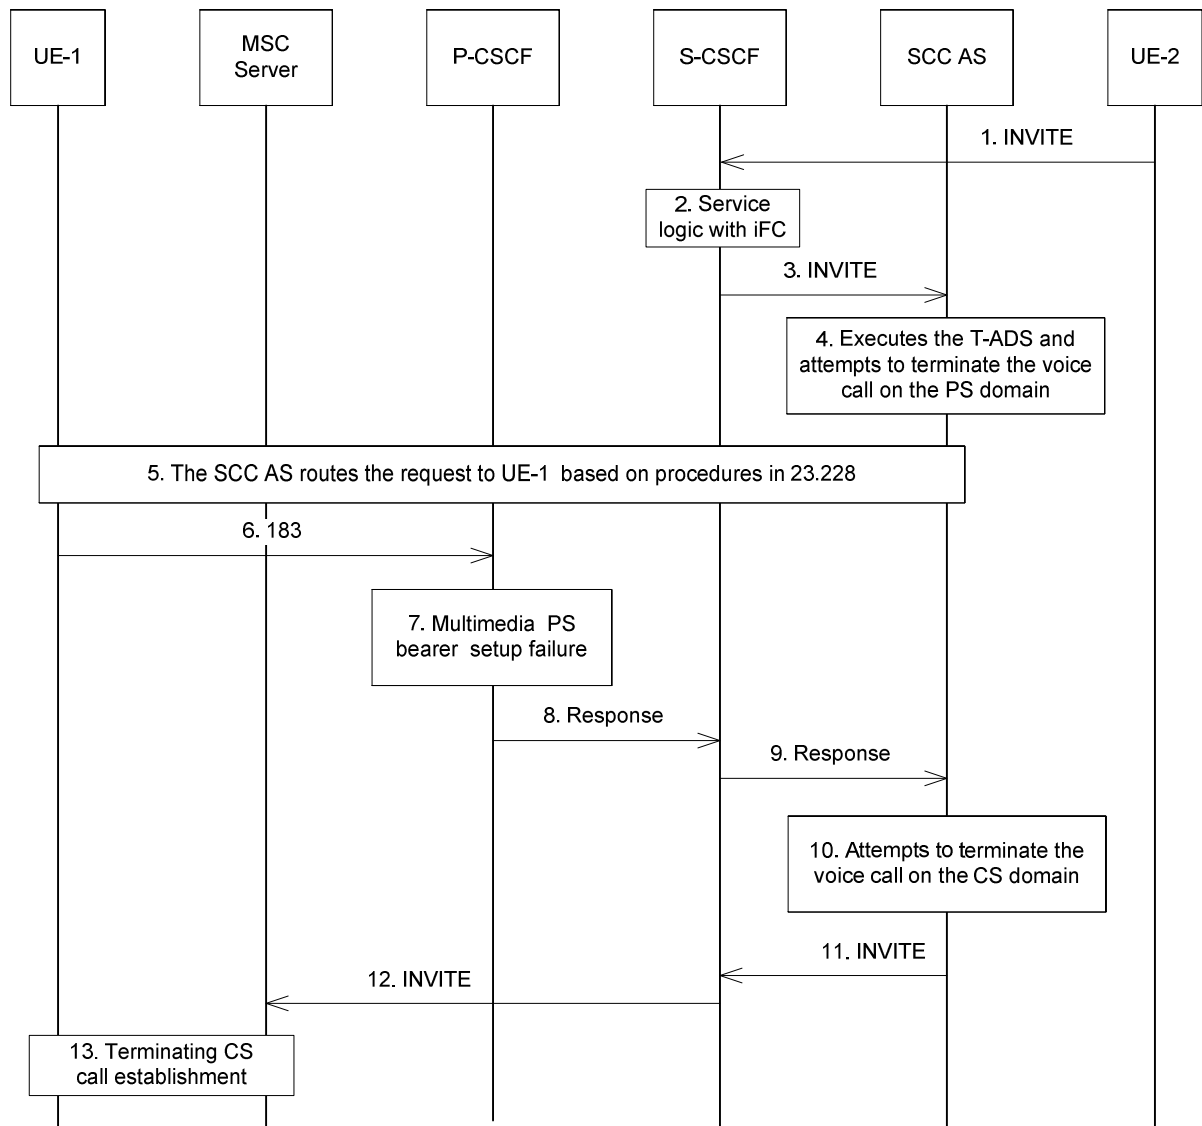 UE-1
MSC
Server
P-CSCF
S-CSCF
SCC AS
UE-2
1. INVITE
2. Service
logic with iFC
3. INVITE
4. Executes the T-ADS and
attempts to terminate the voice
call on the PS domain
5. The SCC AS routes the request to UE-1 based on procedures in 23.228
6. 183
7. Multimedia PS
bearer setup failure
8. Response
9. Response
10. Attempts to terminate the
voice call on the CS domain
11. INVITE
12. INVITE
13. Terminating CS
call establishment